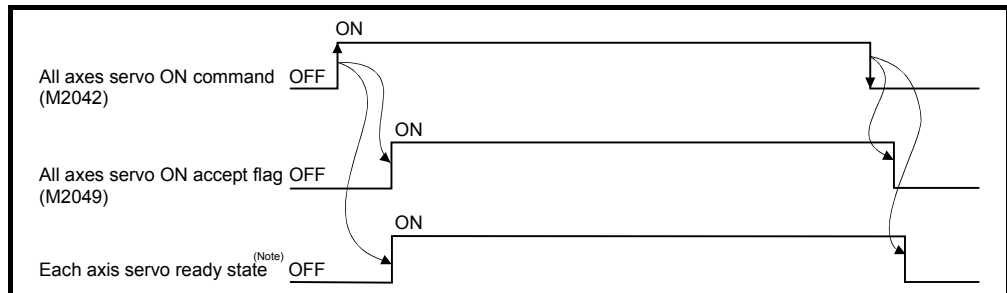 ON
All axes servo ON command OFF
(M2042)
ON
All axes servo ON accept flag OFF
(M2049)
ON
Each axis servo ready state (Note) OFF